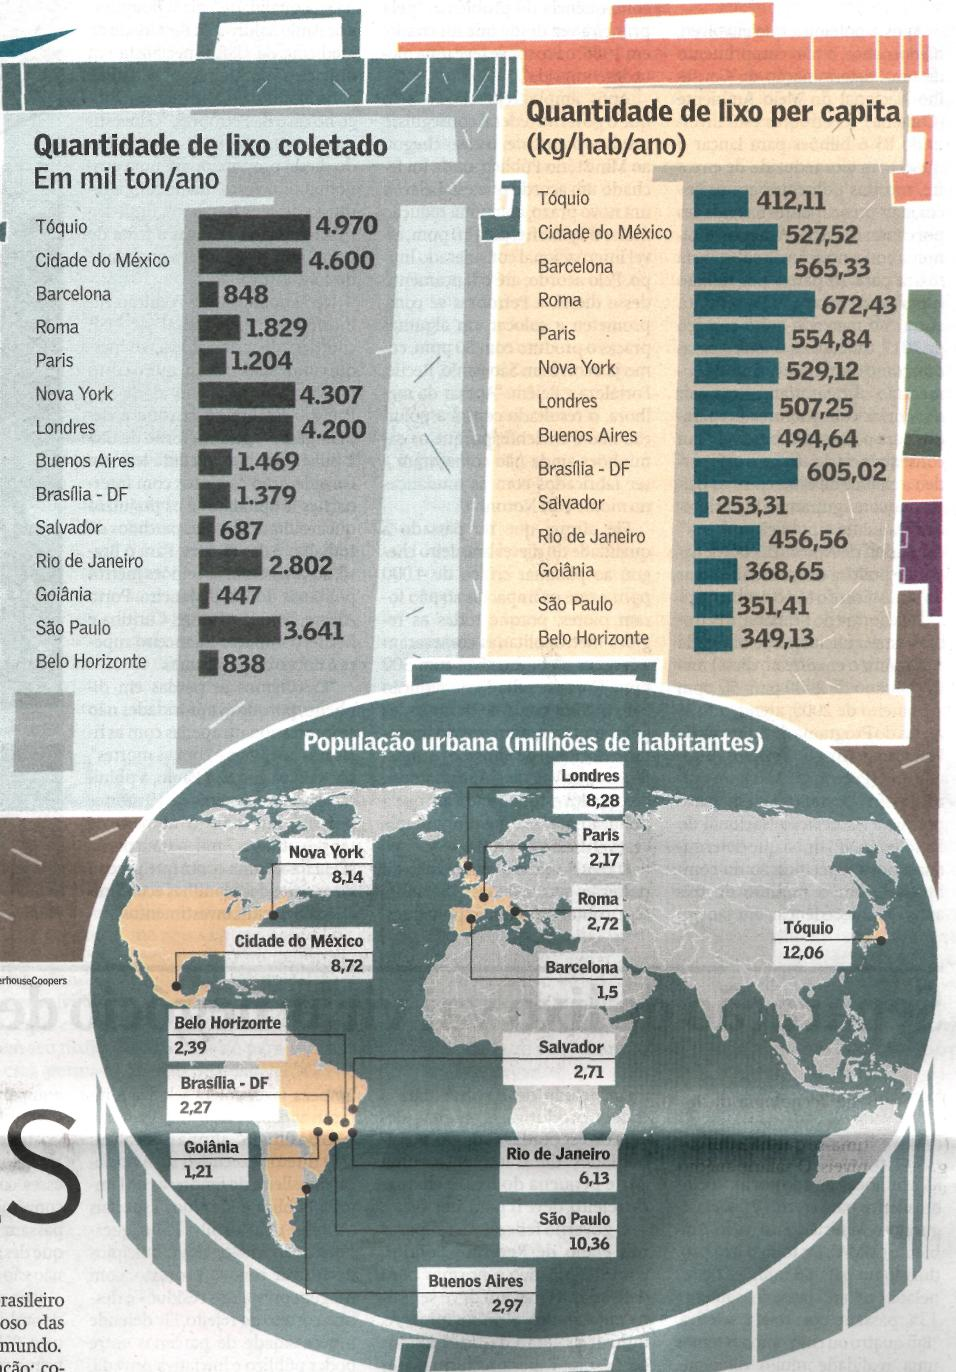 Quantidade de lixo coletado
Em mil ton/ano
Tóquio 4.970
Cidade do México 4.600
Barcelona 848
Roma 1.829
Paris 1.204
Nova York 4.307
Londres 4.200
Buenos Aires 1.469
Brasília - DF 1.379
Salvador 687
Rio de Janeiro 2.802
Goiânia 447
São Paulo 3.641
Belo Horizonte 838
Quantidade de lixo per capita
(kg/hab/ano)
Tóquio 412,11
Cidade do México 527,52
Barcelona 565,33
Roma 672,43
Paris 554,84
Nova York 529,12
Londres 507,25
Buenos Aires 494,64
Brasília - DF 605,02
Salvador 253,31
Rio de Janeiro 456,56
Goiânia 368,65
São Paulo 351,41
Belo Horizonte 349,13
População urbana (milhões de habitantes)
Londres
8,28
Paris
2,17
Nova York
8,14
Roma
2,72
Tóquio
12,06
Cidade do México
8,72
Barcelona
1,5
Belo Horizonte
2,39
Salvador
2,71
Brasília - DF
2,27
Goiânia
1,21
Rio de Janeiro
6,13
São Paulo
10,36
Buenos Aires
2,97
erhouseCoopers
S
rasileiro
oso das
mundo.